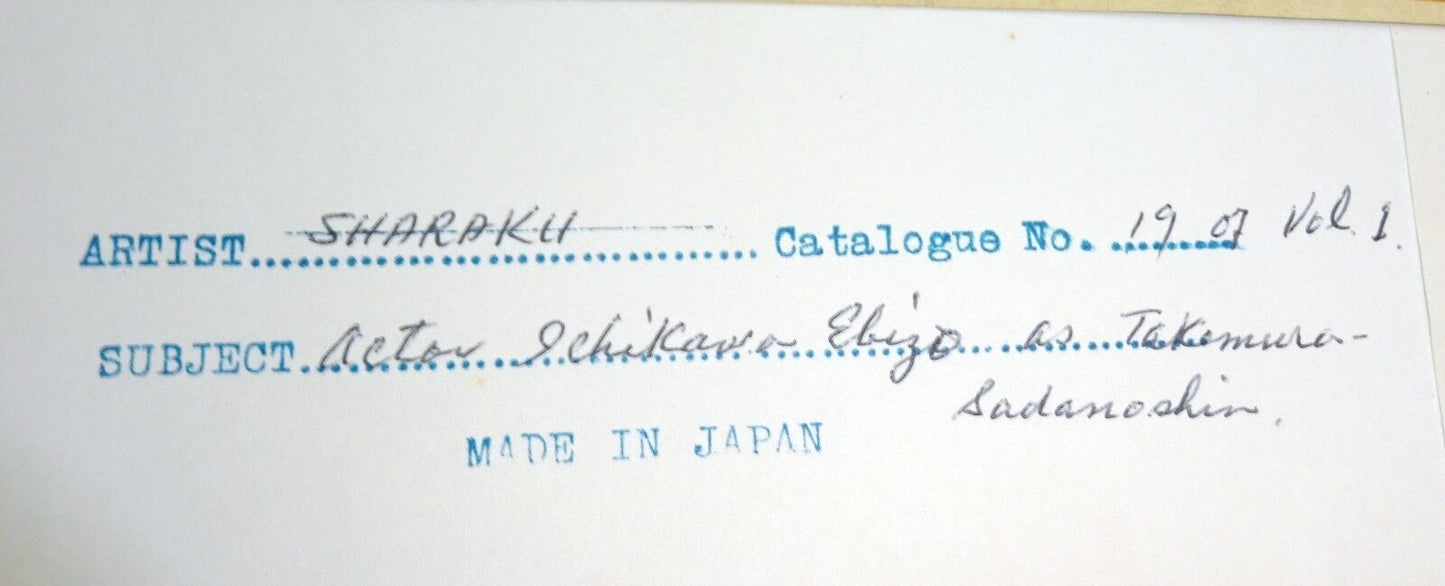 ARTIST.... SHARAKU .... Catalogue No. 19 07 Vol. 1.
SUBJECT. Actor Ichikawa Ebizo as Takemura-
Sadanoshin.
MADE IN JAPAN